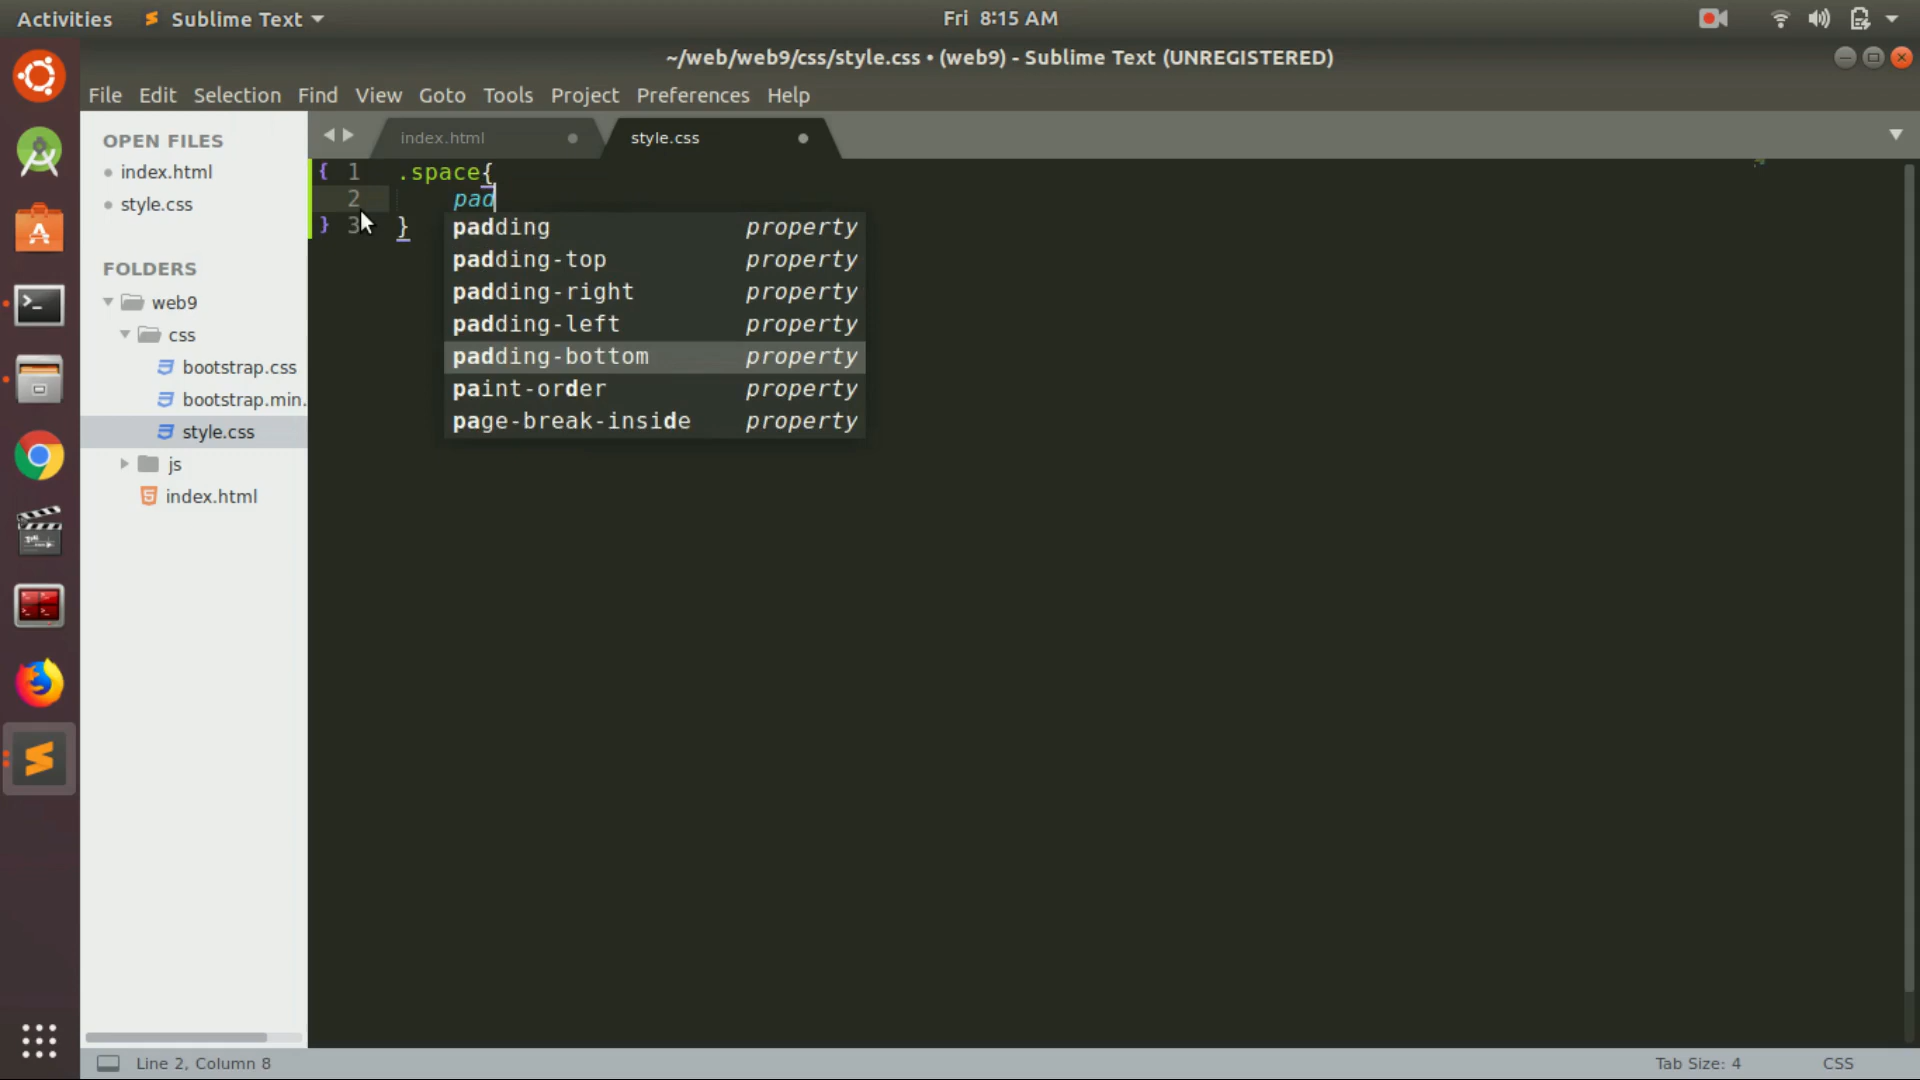 Activities Sublime Text Fri 8:15 AM
~/web/web9/css/style.css • (web9) - Sublime Text (UNREGISTERED)
File Edit Selection Find View Goto Tools Project Preferences Help
OPEN FILES
index.html
style.css
FOLDERS
web9
css
bootstrap.css
bootstrap.min.
style.css
js
index.html
index.html style.css
{ 1 .space{
2 pad
} 3 }
padding property
padding-top property
padding-right property
padding-left property
padding-bottom property
paint-order property
page-break-inside property
Line 2, Column 8 Tab Size: 4 CSS